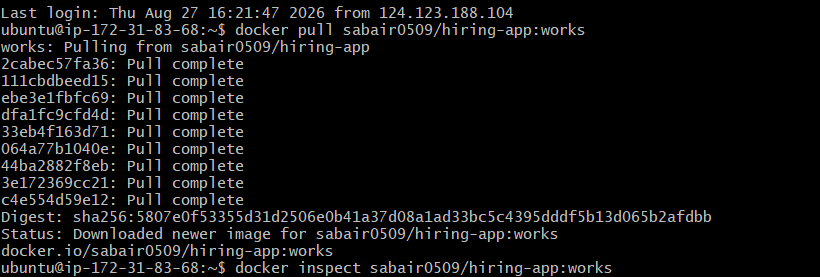 Last login: Thu Aug 27 16:21:47 2026 from 124.123.188.104
ubuntu@ip-172-31-83-68:~$ docker pull sabair0509/hiring-app:works
works: Pulling from sabair0509/hiring-app
2cabec57fa36: Pull complete
111cbdbeed15: Pull complete
ebe3e1fbfc69: Pull complete
dfa1fc9cfd4d: Pull complete
33eb4f163d71: Pull complete
064a77b1040e: Pull complete
44ba2882f8eb: Pull complete
3e172369cc21: Pull complete
c4e554d59e12: Pull complete
Digest: sha256:5807e0f53355d31d2506e0b41a37d08a1ad33bc5c4395dddf5b13d065b2afdbb
Status: Downloaded newer image for sabair0509/hiring-app:works
docker.io/sabair0509/hiring-app:works
ubuntu@ip-172-31-83-68:~$ docker inspect sabair0509/hiring-app:works